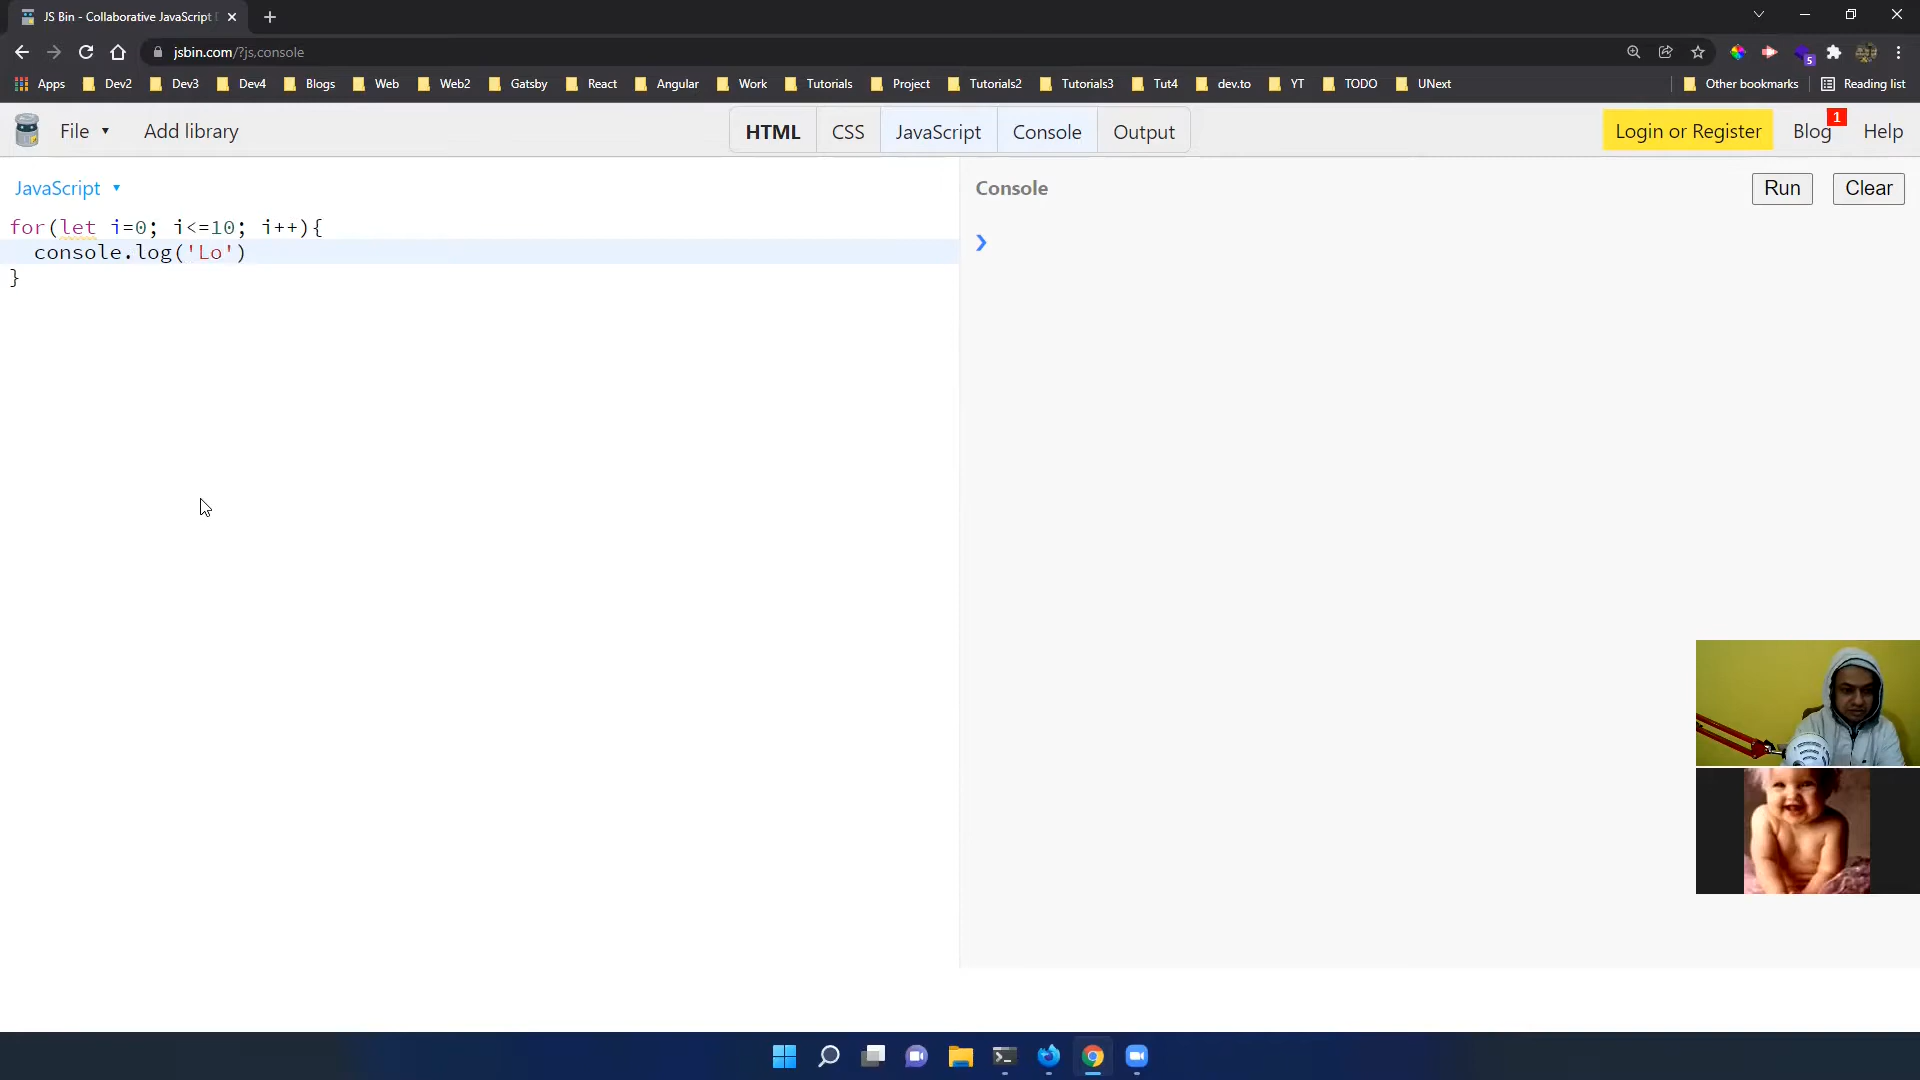 JS Bin - Collaborative JavaScript D
jsbin.com/?js,console
5
Apps Dev2 Dev3 Dev4 Blogs Web Web2 Gatsby React Angular Work Tutorials Project Tutorials2 Tutorials3 Tut4 dev.to YT TODO UNext Other bookmarks Reading list
File Add library HTML CSS JavaScript Console Output Login or Register Blog 1 Help
JavaScript
for(let i=0; i<=10; i++){
console.log('Lo')
}
Console Run Clear